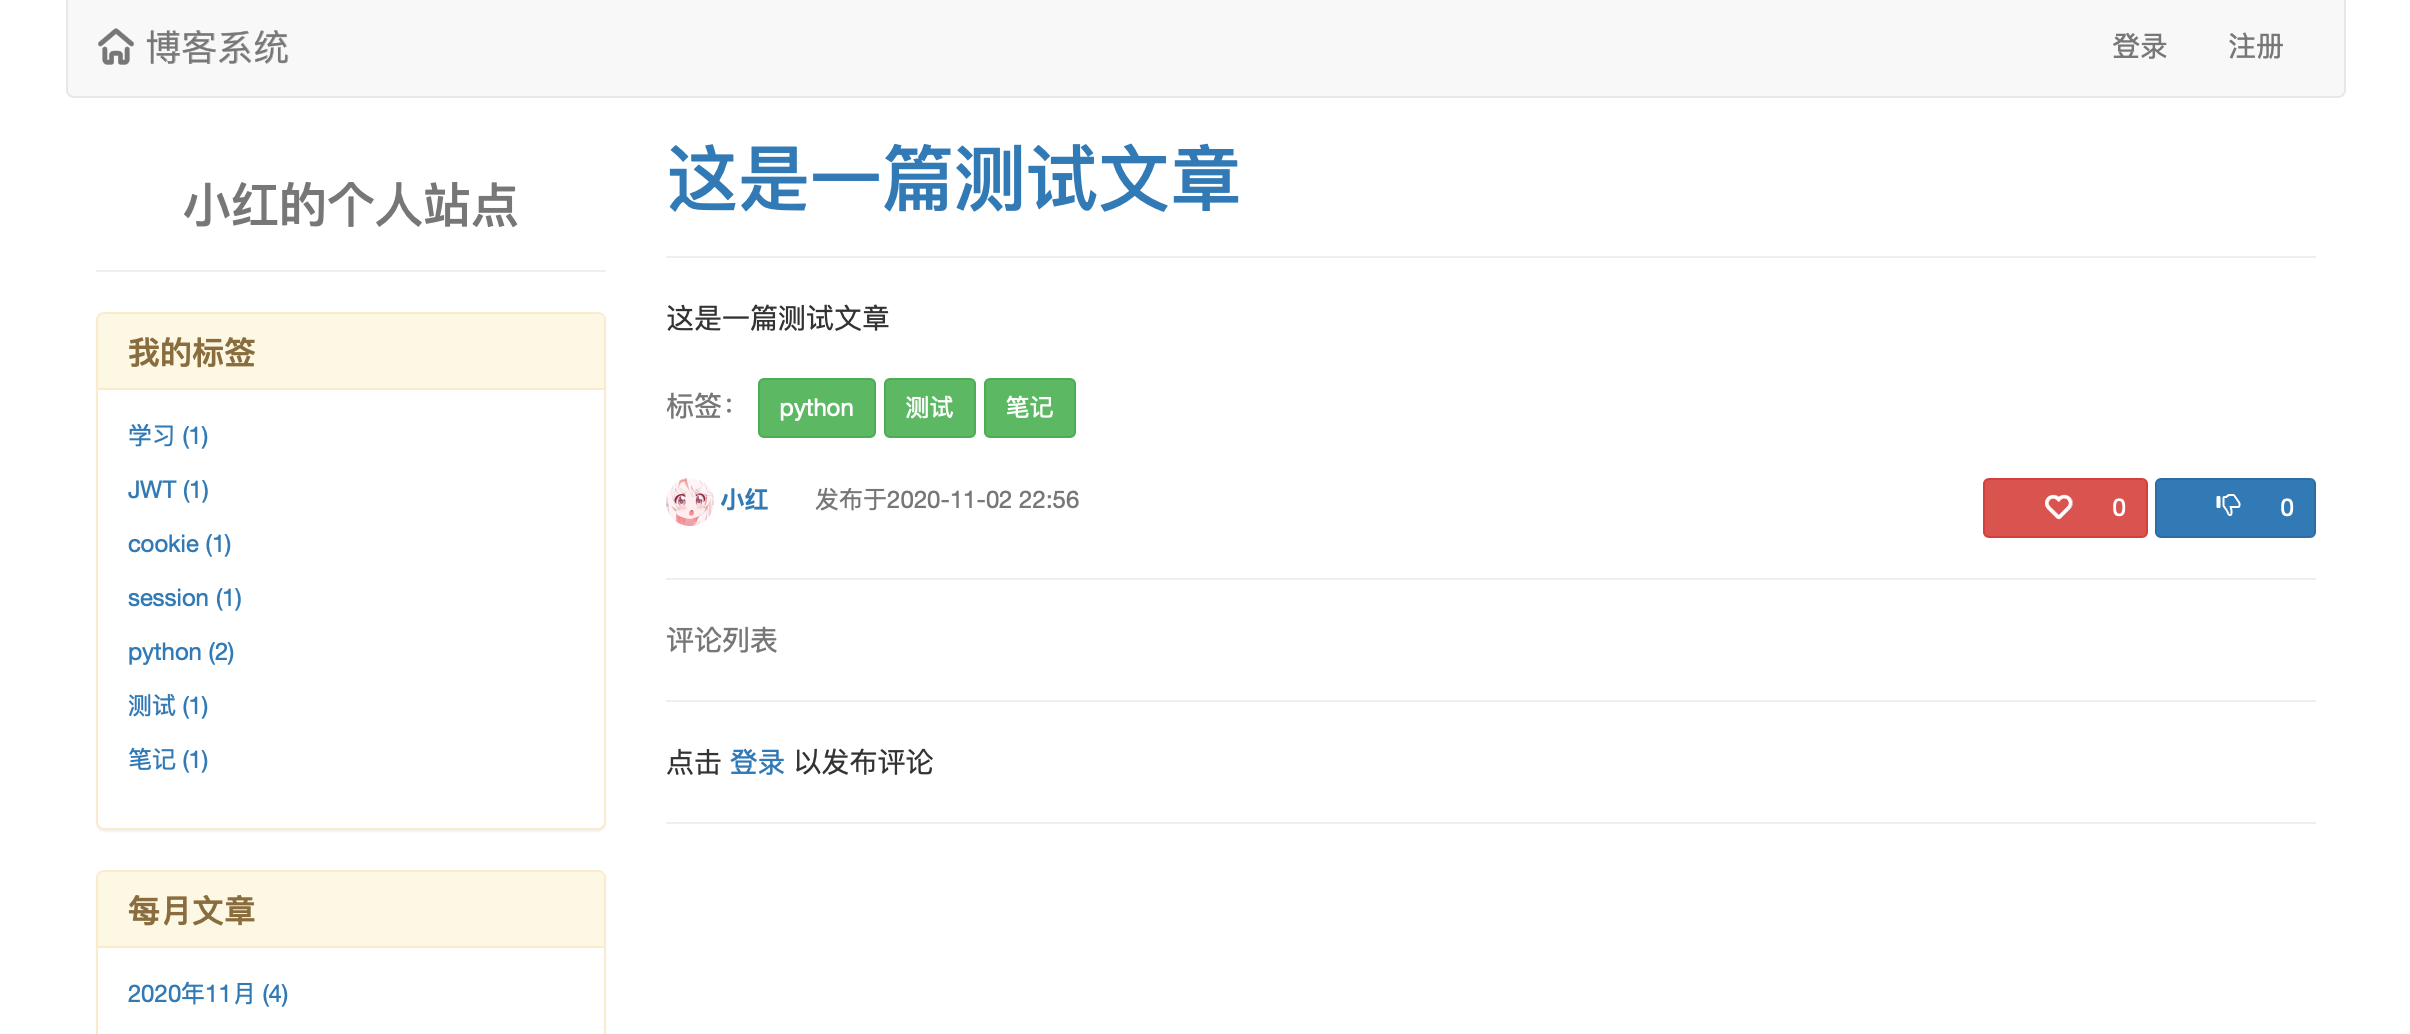 博客系统
登录 注册
小红的个人站点
我的标签
学习 (1)
JWT (1)
cookie (1)
session (1)
python (2)
测试 (1)
笔记 (1)
每月文章
2020年11月 (4)
这是一篇测试文章
这是一篇测试文章
标签： python 测试 笔记
小红 发布于2020-11-02 22:56 0 0
评论列表
点击 登录 以发布评论